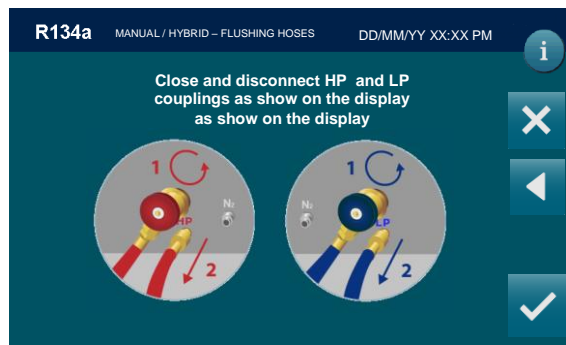 R134a MANUAL / HYBRID – FLUSHING HOSES DD/MM/YY XX:XX PM
i
Close and disconnect HP and LP
couplings as show on the display
as show on the display
1 1
N₂ N₂
HP LP
2 2